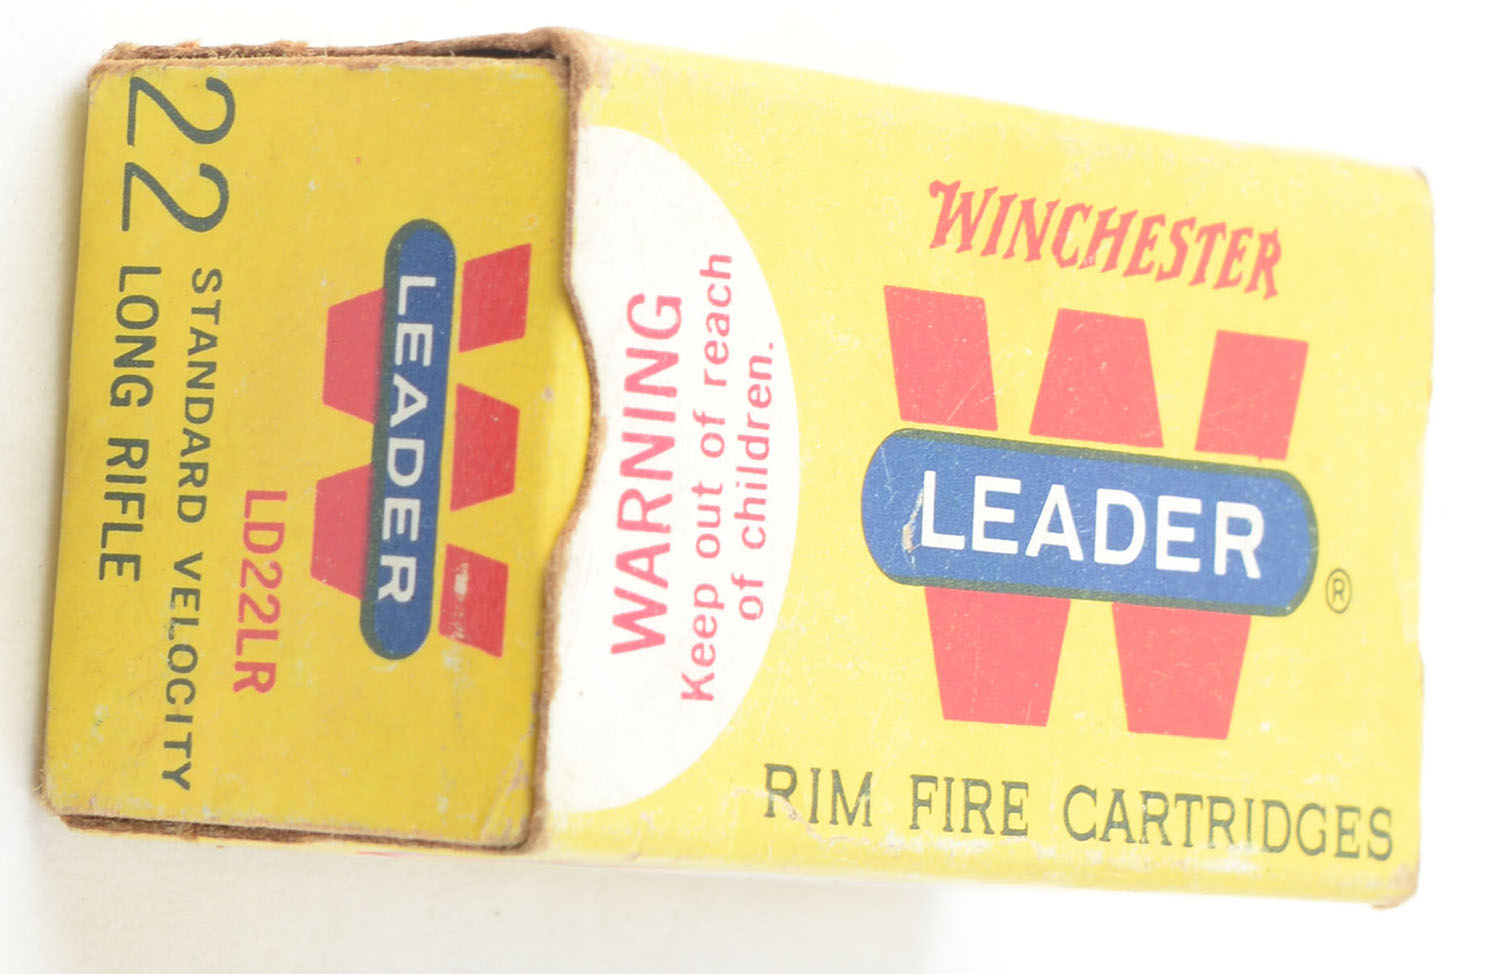 22 STANDARD VELOCITY
LONG RIFLE
LD22LR
LEADER
WARNING
Keep out of reach
of children.
WINCHESTER
W
LEADER
®
RIM FIRE CARTRIDGES